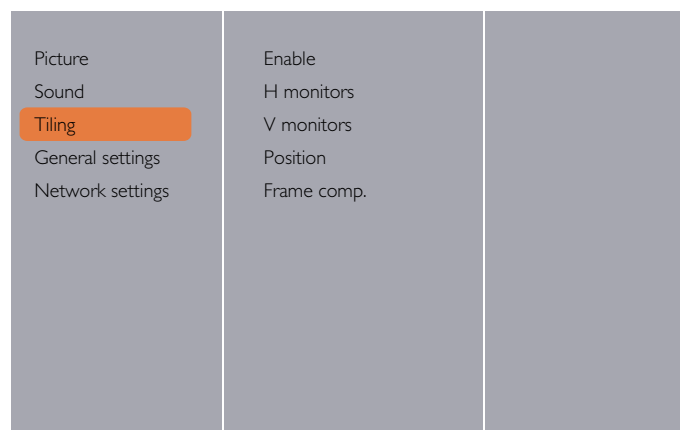 Picture
Sound
Tiling
General settings
Network settings
Enable
H monitors
V monitors
Position
Frame comp.